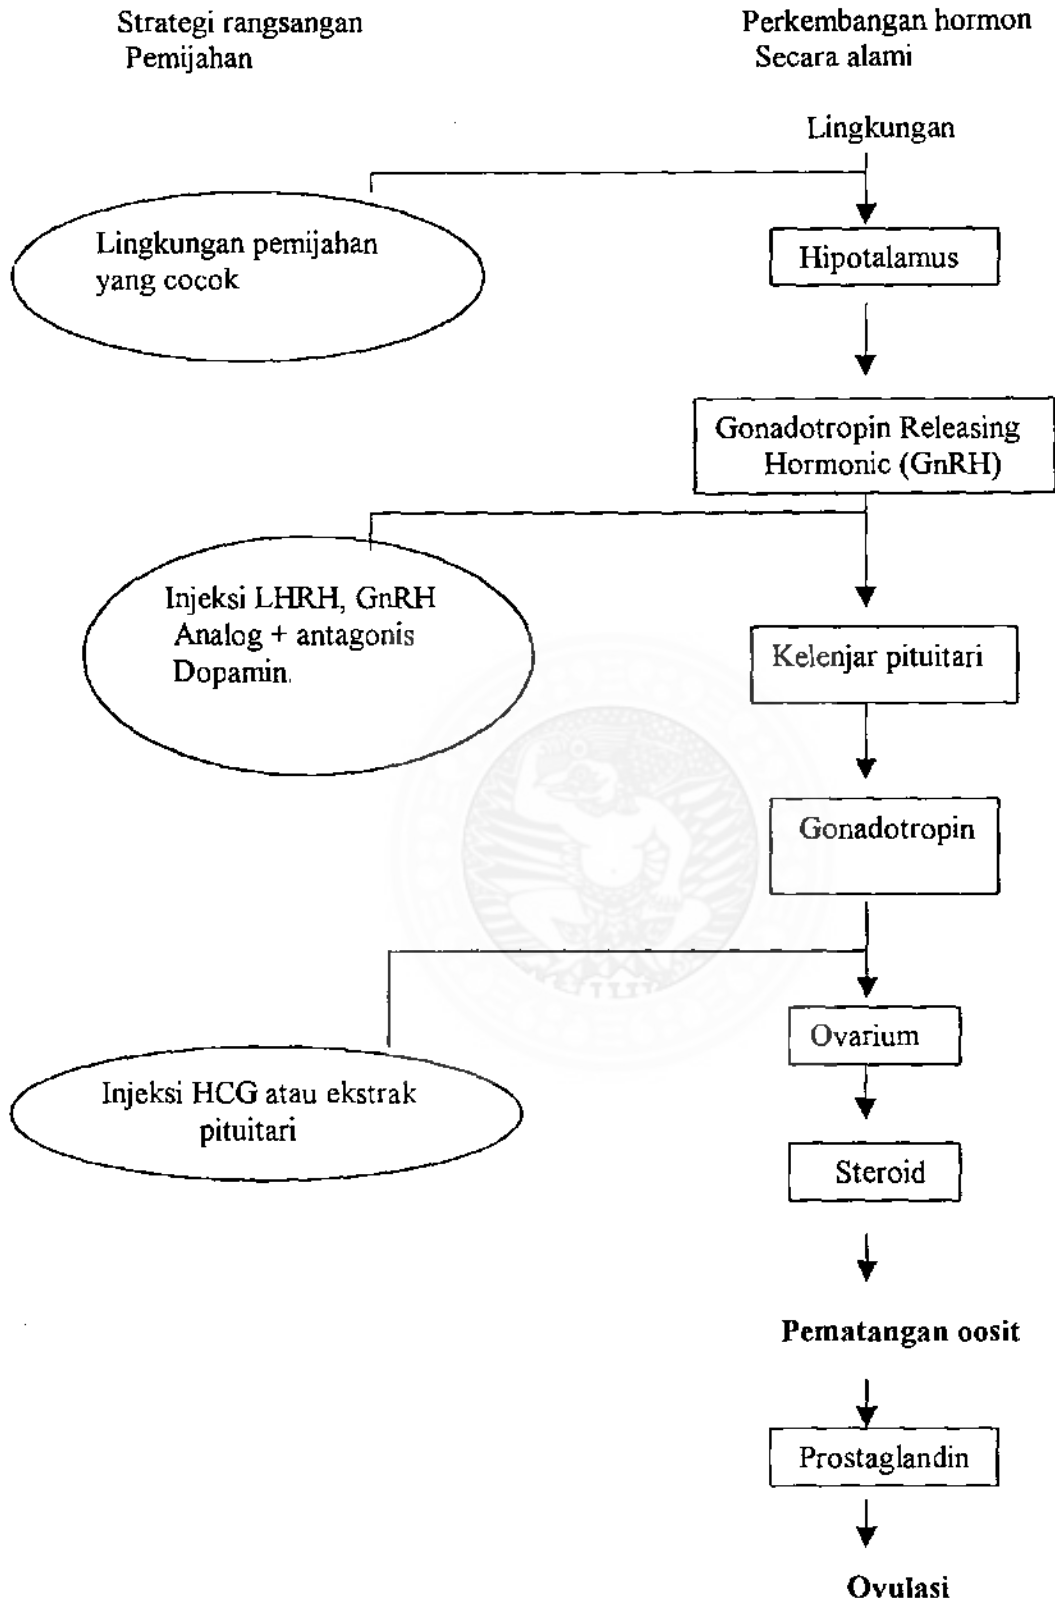 Strategi rangsangan
Pemijahan
Perkembangan hormon
Secara alami
Lingkungan
Lingkungan pemijahan
yang cocok
Hipotalamus
Gonadotropin Releasing
Hormonic (GnRH)
Injeksi LHRH, GnRH
Analog + antagonis
Dopamin.
Kelenjar pituitari
Gonadotropin
Ovarium
Injeksi HCG atau ekstrak
pituitari
Steroid
Pematangan oosit
Prostaglandin
Ovulasi